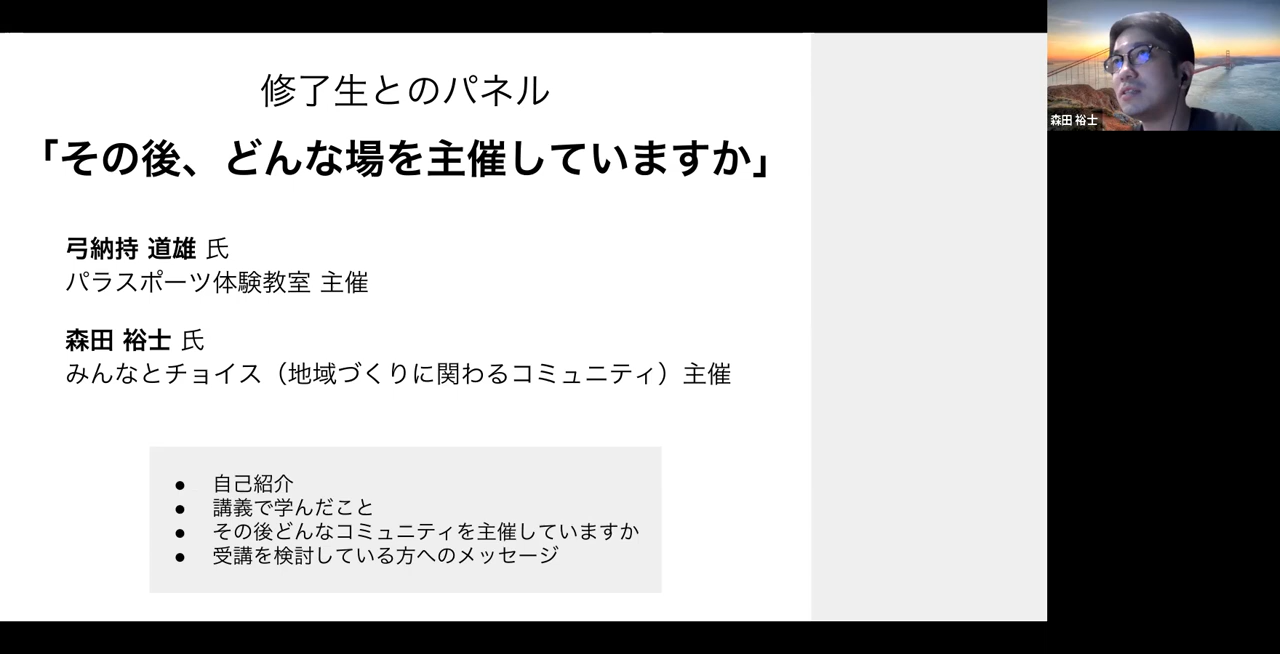 修了生とのパネル
「その後、どんな場を主催していますか」
弓納持 道雄 氏
パラスポーツ体験教室 主催
森田 裕士 氏
みんなとチョイス（地域づくりに関わるコミュニティ）主催
● 自己紹介
● 講義で学んだこと
● その後どんなコミュニティを主催していますか
● 受講を検討している方へのメッセージ
森田 裕士